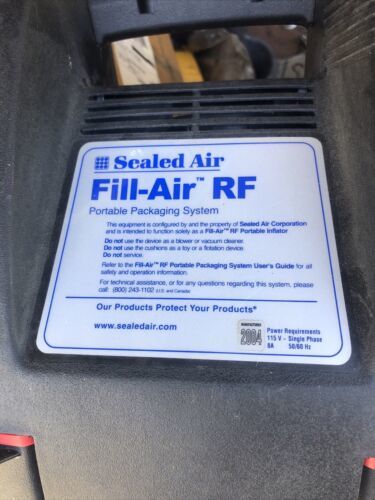 Sealed Air
Fill-Air™ RF
Portable Packaging System
This equipment is configured by and the property of Sealed Air Corporation
and is intended to function solely as a Fill-Air™ RF Portable Inflator
Do not use the device as a blower or vacuum cleaner.
Do not use the cushions as a toy or a flotation device.
Do not service.
Refer to the Fill-Air™ RF Portable Packaging System User's Guide for all
safety and operation information.
For technical assistance, or for any questions regarding this system, please
call: (800) 243-1102 (U.S. and Canada)
Our Products Protect Your Products®
www.sealedair.com
MANUFACTURED
2004
Power Requirements
115 V - Single Phase
8A 50/60 Hz